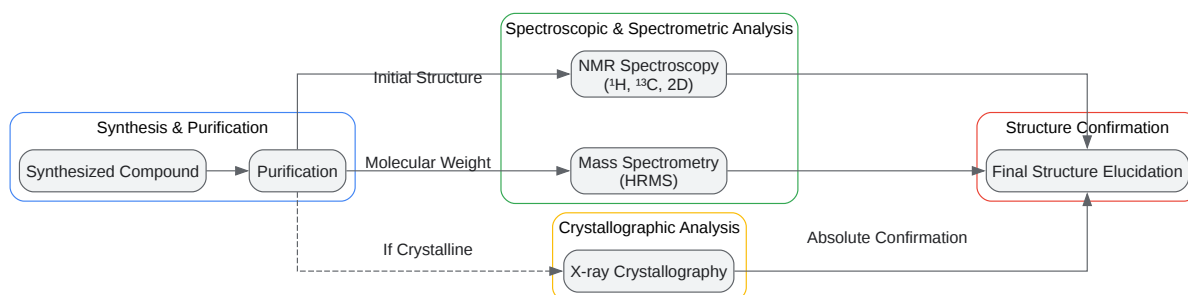 Spectroscopic & Spectrometric Analysis
NMR Spectroscopy
(¹H, ¹³C, 2D)
Initial Structure
Synthesis & Purification
Structure Confirmation
Synthesized Compound
Purification
Molecular Weight
Mass Spectrometry
(HRMS)
Final Structure Elucidation
Crystallographic Analysis
If Crystalline
Absolute Confirmation
X-ray Crystallography